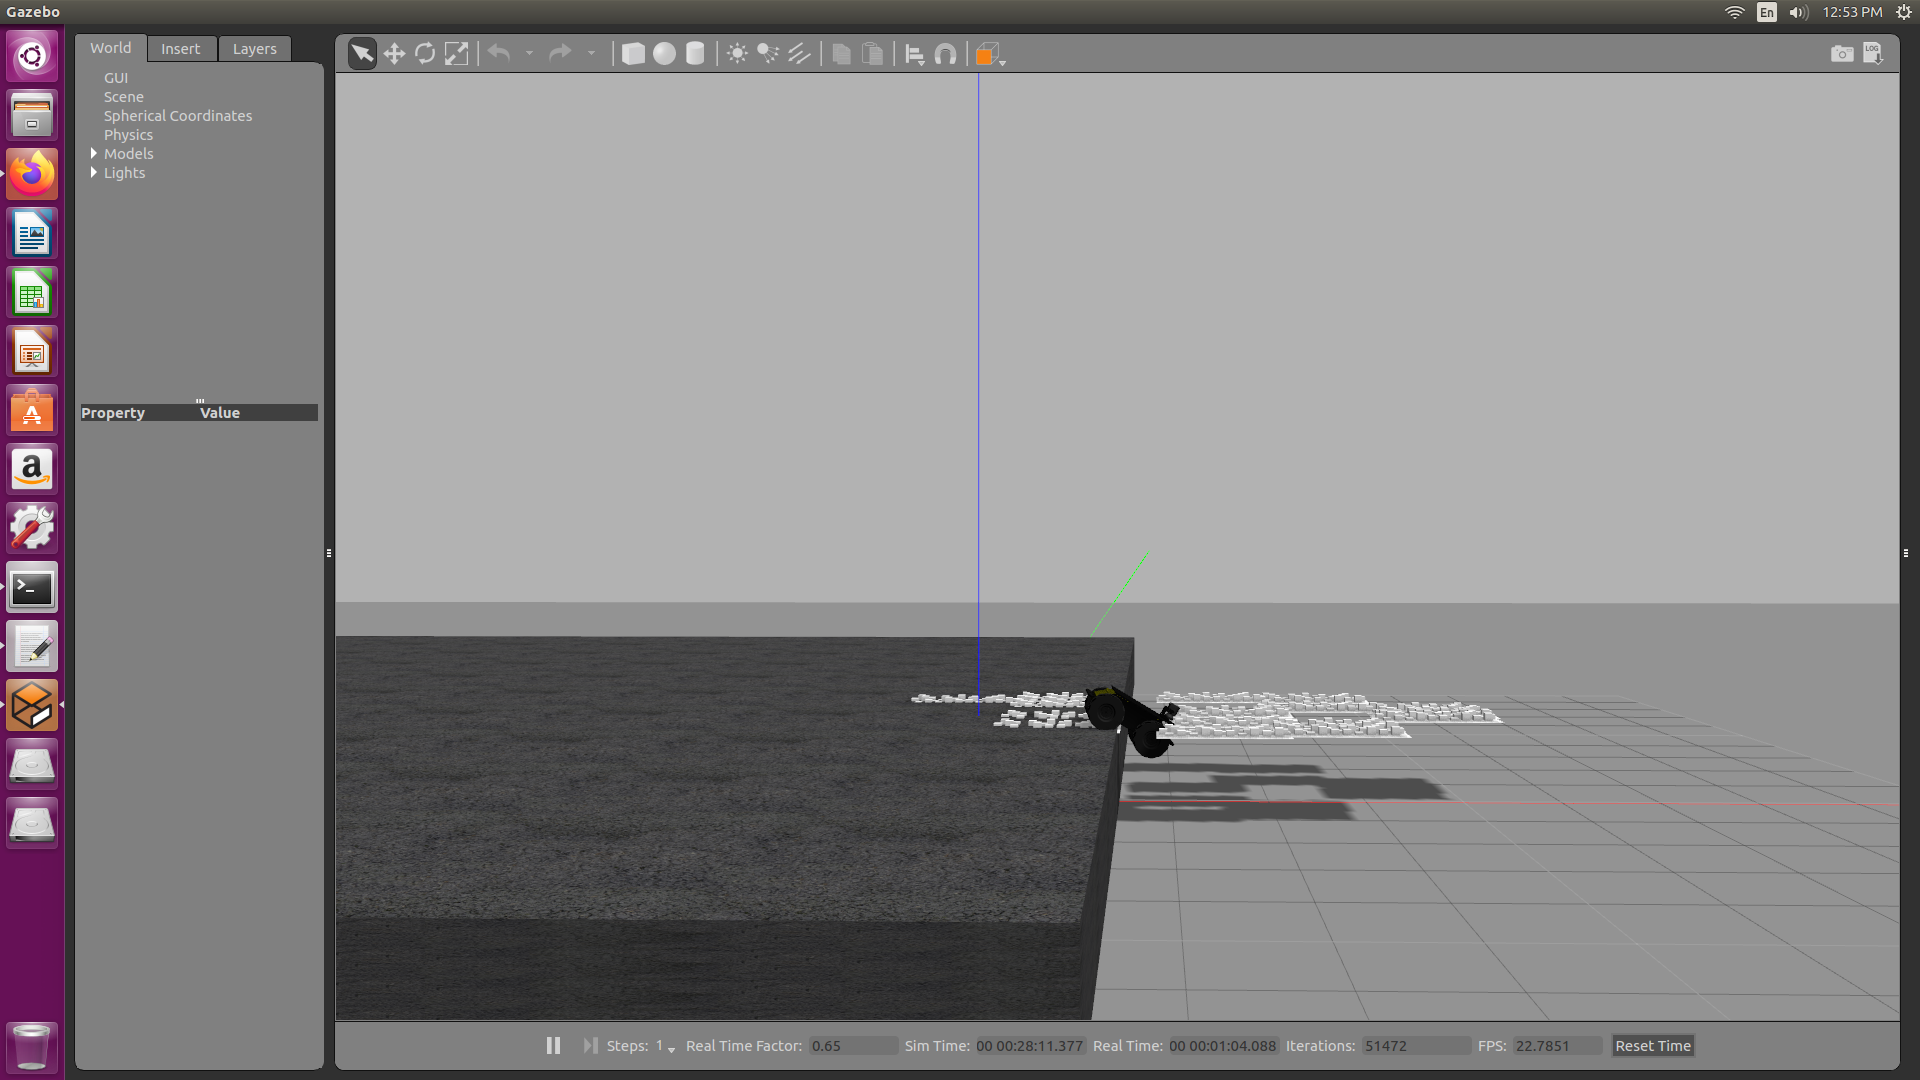 Gazebo
En
12:53 PM
World
Insert
Layers
GUI
Scene
Spherical Coordinates
Physics
Models
Lights
Property
Value
LOG
Steps: 1
Real Time Factor: 0.65
Sim Time: 00 00:28:11.377
Real Time: 00 00:01:04.088
Iterations: 51472
FPS: 22.7851
Reset Time